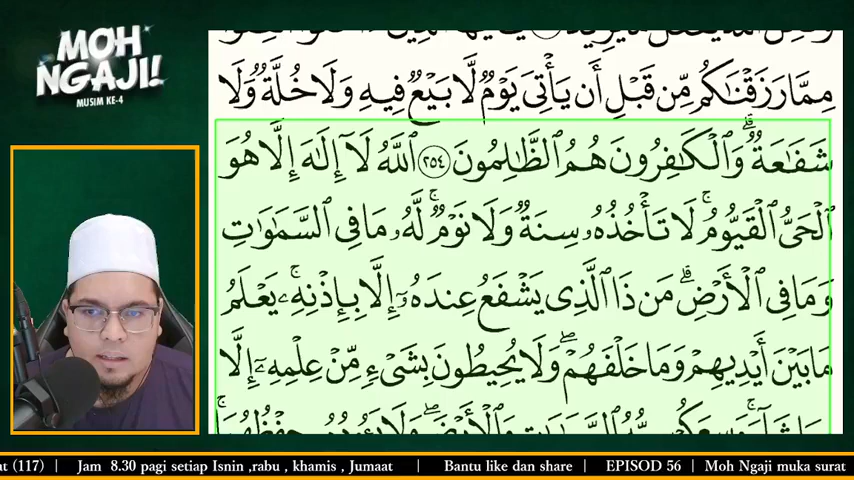 MOH
NGAJI!
MUSIM KE-4
مِمَّا رَزَقْنَٰكُم مِّن قَبْلِ أَن يَأْتِىَ يَوْمٌ لَّا بَيْعٌ فِيهِ وَلَا خُلَّةٌ وَلَا
شَفَٰعَةٌ ۗ وَٱلْكَٰفِرُونَ هُمُ ٱلظَّٰلِمُونَ ٢٥٤ ٱللَّهُ لَآ إِلَٰهَ إِلَّا هُوَ
ٱلْحَىُّ ٱلْقَيُّومُ ۚ لَا تَأْخُذُهُۥ سِنَةٌ وَلَا نَوْمٌ ۚ لَّهُۥ مَا فِى ٱلسَّمَٰوَٰتِ
وَمَا فِى ٱلْأَرْضِ ۗ مَن ذَا ٱلَّذِى يَشْفَعُ عِندَهُۥٓ إِلَّا بِإِذْنِهِۦ ۚ يَعْلَمُ
مَا بَيْنَ أَيْدِيهِمْ وَمَا خَلْفَهُمْ ۖ وَلَا يُحِيطُونَ بِشَىْءٍ مِّنْ عِلْمِهِۦٓ إِلَّا
at (117) | Jam 8.30 pagi setiap Isnin ,rabu , khamis , Jumaat | Bantu like dan share | EPISOD 56 | Moh Ngaji muka surat